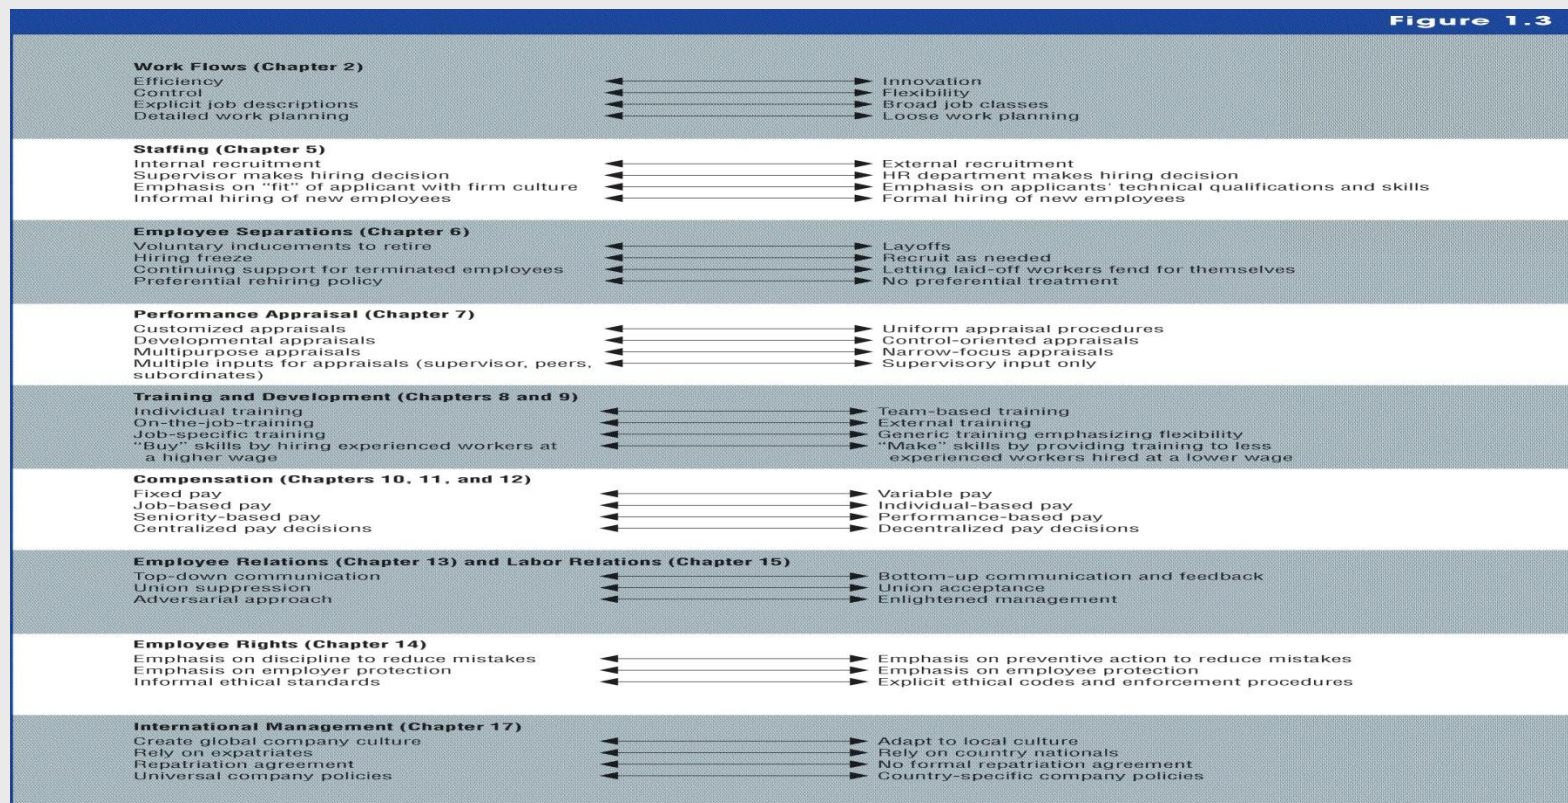 Figure 1.3
Work Flows (Chapter 2)
Efficiency Innovation
Control Flexibility
Explicit job descriptions Broad job classes
Detailed work planning Loose work planning
Staffing (Chapter 5)
Internal recruitment External recruitment
Supervisor makes hiring decision HR department makes hiring decision
Emphasis on “fit” of applicant with firm culture Emphasis on applicants’ technical qualifications and skills
Informal hiring of new employees Formal hiring of new employees
Employee Separations (Chapter 6)
Voluntary inducements to retire Layoffs
Hiring freeze Recruit as needed
Continuing support for terminated employees Letting laid-off workers fend for themselves
Preferential rehiring policy No preferential treatment
Performance Appraisal (Chapter 7)
Customized appraisals Uniform appraisal procedures
Developmental appraisals Control-oriented appraisals
Multipurpose appraisals Narrow-focus appraisals
Multiple inputs for appraisals (supervisor, peers, Supervisory input only
subordinates)
Training and Development (Chapters 8 and 9)
Individual training Team-based training
On-the-job-training External training
Job-specific training Generic training emphasizing flexibility
“Buy” skills by hiring experienced workers at “Make” skills by providing training to less
a higher wage experienced workers hired at a lower wage
Compensation (Chapters 10, 11, and 12)
Fixed pay Variable pay
Job-based pay Individual-based pay
Seniority-based pay Performance-based pay
Centralized pay decisions Decentralized pay decisions
Employee Relations (Chapter 13) and Labor Relations (Chapter 15)
Top-down communication Bottom-up communication and feedback
Union suppression Union acceptance
Adversarial approach Enlightened management
Employee Rights (Chapter 14)
Emphasis on discipline to reduce mistakes Emphasis on preventive action to reduce mistakes
Emphasis on employer protection Emphasis on employee protection
Informal ethical standards Explicit ethical codes and enforcement procedures
International Management (Chapter 17)
Create global company culture Adapt to local culture
Rely on expatriates Rely on country nationals
Repatriation agreement No formal repatriation agreement
Universal company policies Country-specific company policies